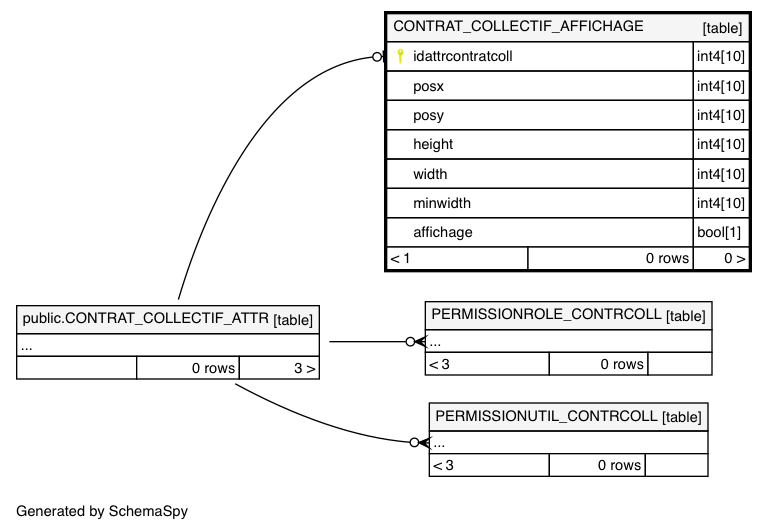 CONTRAT_COLLECTIF_AFFICHAGE [table]
idattrcontratcoll int4[10]
posx int4[10]
posy int4[10]
height int4[10]
width int4[10]
minwidth int4[10]
affichage bool[1]
< 1 0 rows 0 >
public.CONTRAT_COLLECTIF_ATTR [table]
...
0 rows 3 >
PERMISSIONROLE_CONTRCOLL [table]
...
< 3 0 rows
PERMISSIONUTIL_CONTRCOLL [table]
...
< 3 0 rows
Generated by SchemaSpy